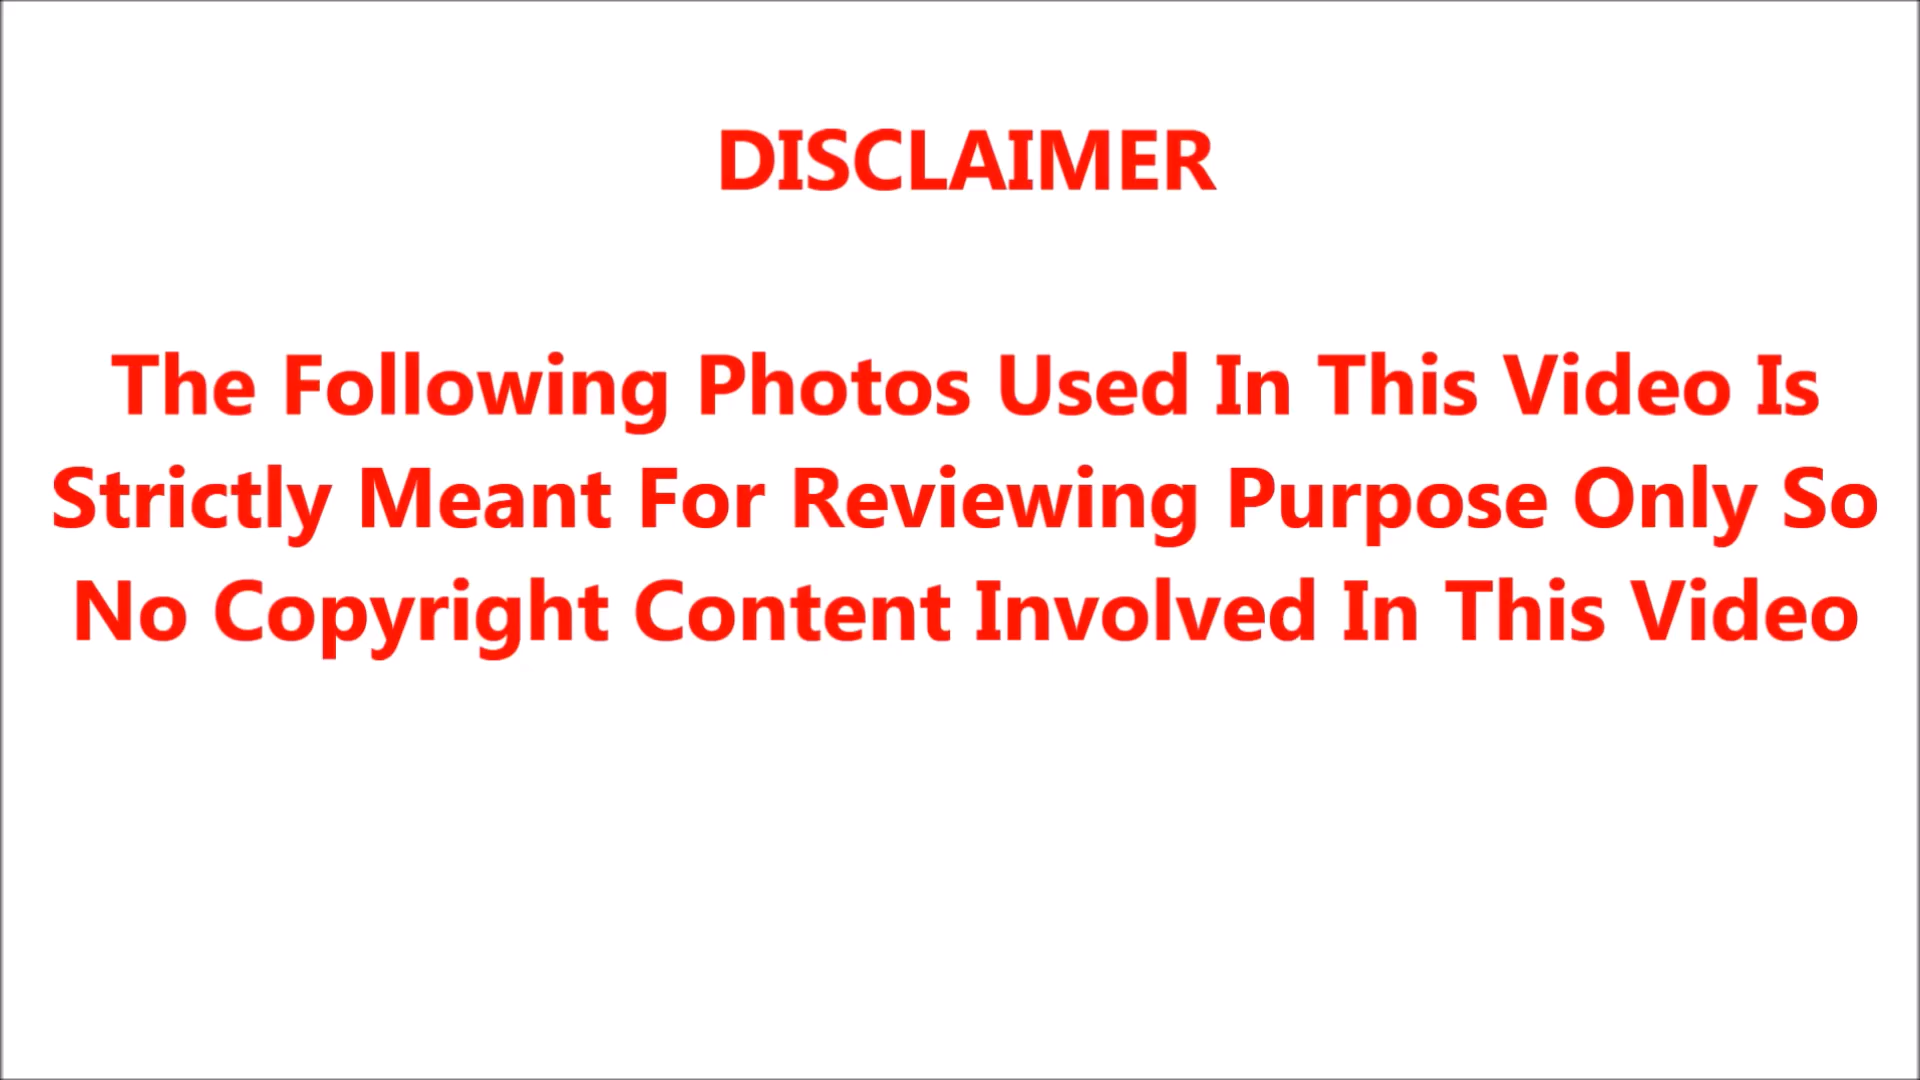 DISCLAIMER
The Following Photos Used In This Video Is
Strictly Meant For Reviewing Purpose Only So
No Copyright Content Involved In This Video